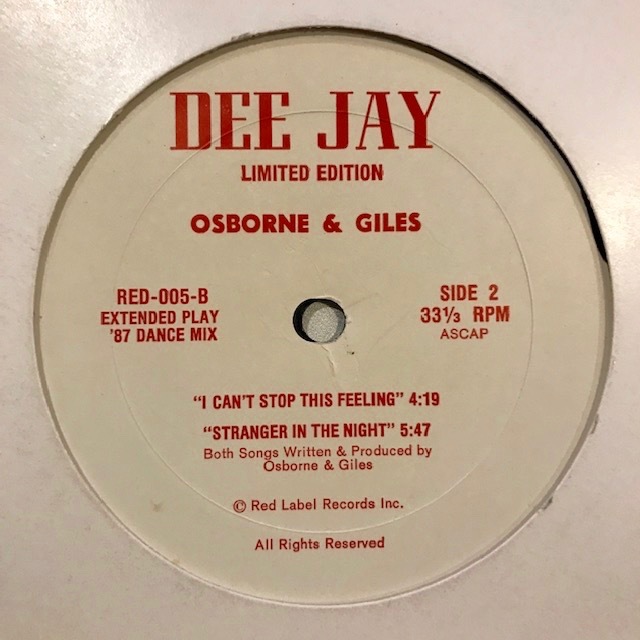 DEE JAY
LIMITED EDITION
OSBORNE & GILES
RED-005-B
EXTENDED PLAY
'87 DANCE MIX
SIDE 2
33⅓ RPM
ASCAP
"I CAN'T STOP THIS FEELING" 4:19
"STRANGER IN THE NIGHT" 5:47
Both Songs Written & Produced by
Osborne & Giles
© Red Label Records Inc.
All Rights Reserved